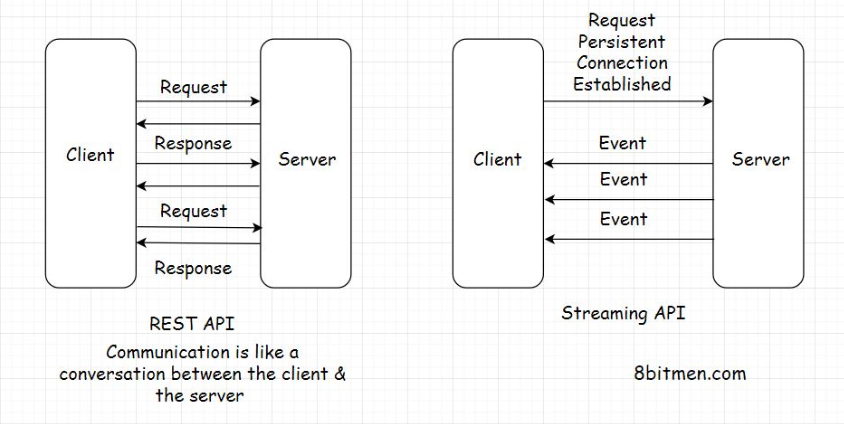 Client
Request
Response
Request
Response
Server
REST API
Communication is like a
conversation between the client &
the server
Request
Persistent
Connection
Established
Client
Event
Event
Event
Server
Streaming API
8bitmen.com